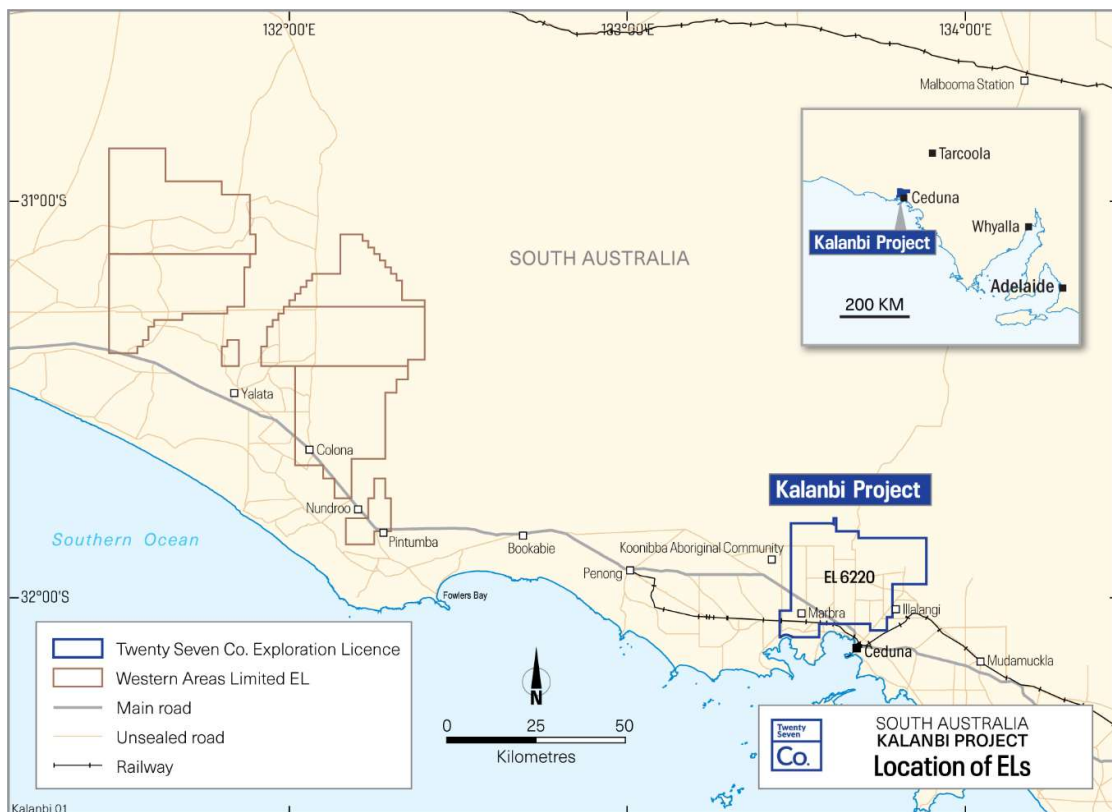 132°00'E
133°00'E
134°00'E
Malbooma Station
Tarcoola
31°00'S
Ceduna
SOUTH AUSTRALIA
Whyalla
Kalanbi Project
Adelaide
200 KM
Yalata
Colona
Kalanbi Project
Nundroo
Southern Ocean
Pintumba
Bookabie
Koonibba Aboriginal Community
Penong
EL 6220
Fowlers Bay
32°00'S
Marbra
Illalangi
Ceduna
Mudamuckla
Twenty Seven Co. Exploration Licence
Western Areas Limited EL
Main road
Unsealed road
Railway
N
0 25 50
Kilometres
Twenty
Seven
Co.
SOUTH AUSTRALIA
KALANBI PROJECT
Location of ELs
Kalanbi 01